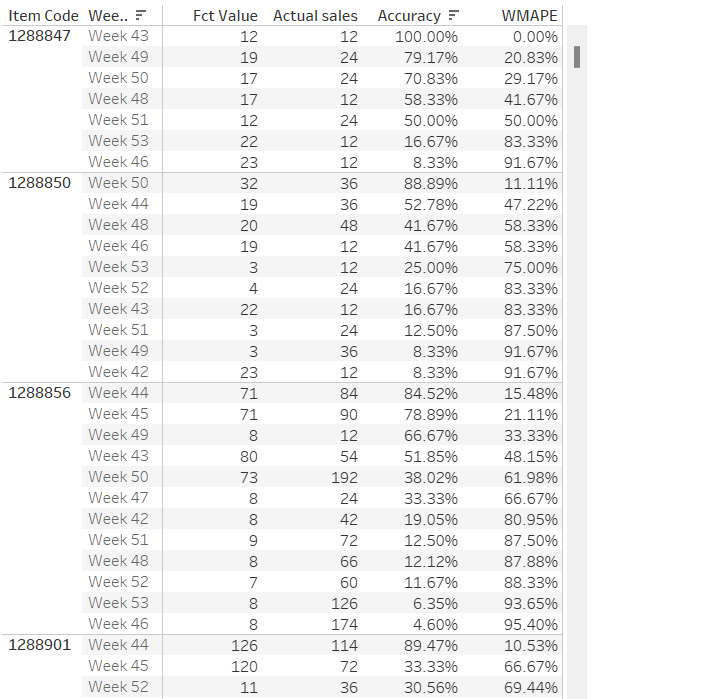 Item Code Wee.. Fct Value Actual sales Accuracy WMAPE
1288847 Week 43 12 12 100.00% 0.00%
Week 49 19 24 79.17% 20.83%
Week 50 17 24 70.83% 29.17%
Week 48 17 12 58.33% 41.67%
Week 51 12 24 50.00% 50.00%
Week 53 22 12 16.67% 83.33%
Week 46 23 12 8.33% 91.67%
1288850 Week 50 32 36 88.89% 11.11%
Week 44 19 36 52.78% 47.22%
Week 48 20 48 41.67% 58.33%
Week 46 19 12 41.67% 58.33%
Week 53 3 12 25.00% 75.00%
Week 52 4 24 16.67% 83.33%
Week 43 22 12 16.67% 83.33%
Week 51 3 24 12.50% 87.50%
Week 49 3 36 8.33% 91.67%
Week 42 23 12 8.33% 91.67%
1288856 Week 44 71 84 84.52% 15.48%
Week 45 71 90 78.89% 21.11%
Week 49 8 12 66.67% 33.33%
Week 43 80 54 51.85% 48.15%
Week 50 73 192 38.02% 61.98%
Week 47 8 24 33.33% 66.67%
Week 42 8 42 19.05% 80.95%
Week 51 9 72 12.50% 87.50%
Week 48 8 66 12.12% 87.88%
Week 52 7 60 11.67% 88.33%
Week 53 8 126 6.35% 93.65%
Week 46 8 174 4.60% 95.40%
1288901 Week 44 126 114 89.47% 10.53%
Week 45 120 72 33.33% 66.67%
Week 52 11 36 30.56% 69.44%